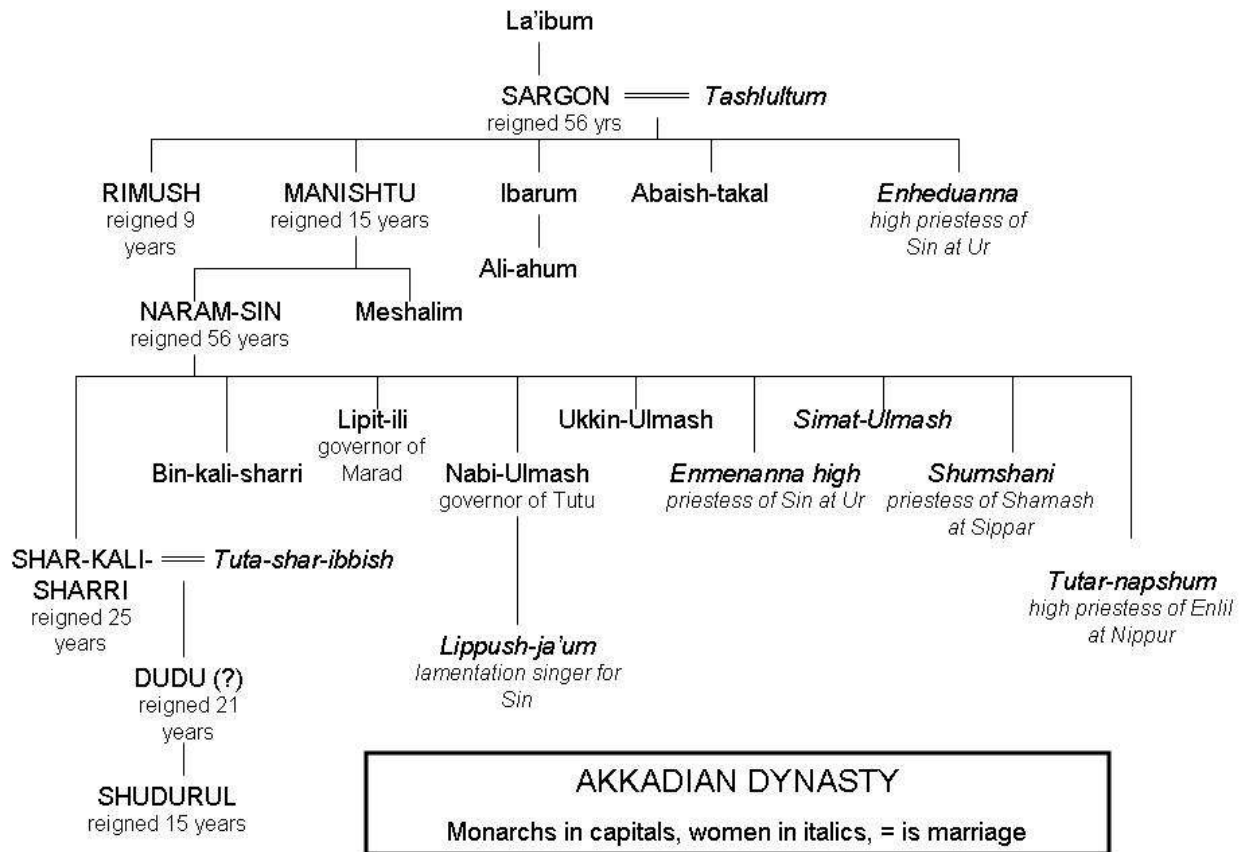 La'ibum
SARGON
reigned 56 yrs
Tashlultum
RIMUSH
reigned 9
years
MANISHTU
reigned 15 years
Ibarum
Abaish-takal
Enheduanna
high priestess of
Sin at Ur
Ali-ahum
NARAM-SIN
reigned 56 years
Meshalim
Bin-kali-sharri
Lipit-ili
governor of
Marad
Nabi-Ulmash
governor of Tutu
Ukkin-Ulmash
Enmenanna high
priestess of Sin at Ur
Simat-Ulmash
Shumshani
priestess of Shamash
at Sippar
SHAR-KALI-
SHARRI
reigned 25
years
Tuta-shar-ibbish
Tutar-napshum
high priestess of Enlil
at Nippur
Lippush-ja'um
lamentation singer for
Sin
DUDU (?)
reigned 21
years
SHUDURUL
reigned 15 years
AKKADIAN DYNASTY
Monarchs in capitals, women in italics, = is marriage